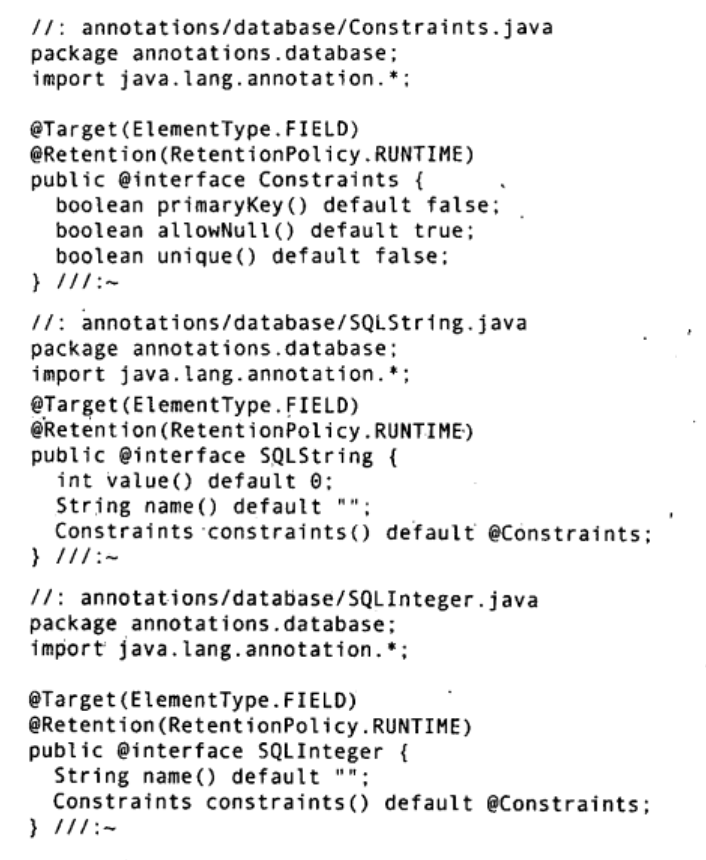 //: annotations/database/Constraints.java
package annotations.database;
import java.lang.annotation.*;
@Target(ElementType.FIELD)
@Retention(RetentionPolicy.RUNTIME)
public @interface Constraints {
  boolean primaryKey() default false;
  boolean allowNull() default true;
  boolean unique() default false;
} ///:~
//: annotations/database/SQLString.java
package annotations.database;
import java.lang.annotation.*;
@Target(ElementType.FIELD)
@Retention(RetentionPolicy.RUNTIME)
public @interface SQLString {
  int value() default 0;
  String name() default "";
  Constraints constraints() default @Constraints;
} ///:~
//: annotations/database/SQLInteger.java
package annotations.database;
import java.lang.annotation.*;
@Target(ElementType.FIELD)
@Retention(RetentionPolicy.RUNTIME)
public @interface SQLInteger {
  String name() default "";
  Constraints constraints() default @Constraints;
} ///:~